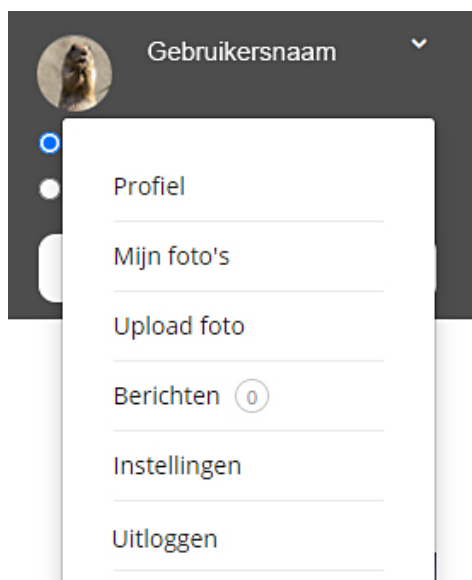 Gebruikersnaam
Profiel
Mijn foto's
Upload foto
Berichten 0
Instellingen
Uitloggen